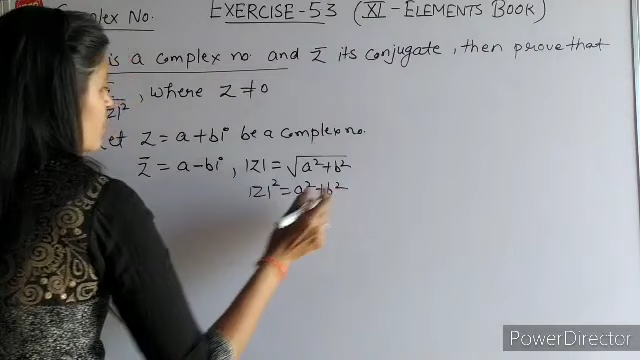 Complex No. EXERCISE-53 (XI-ELEMENTS BOOK)
is a complex no. and z̄ its conjugate, then prove that
|z|², where z ≠ 0
Let z = a + bi be a complex no.
z̄ = a - bi, |z| = √(a² + b²)
|z|² = a² + b²
PowerDirector